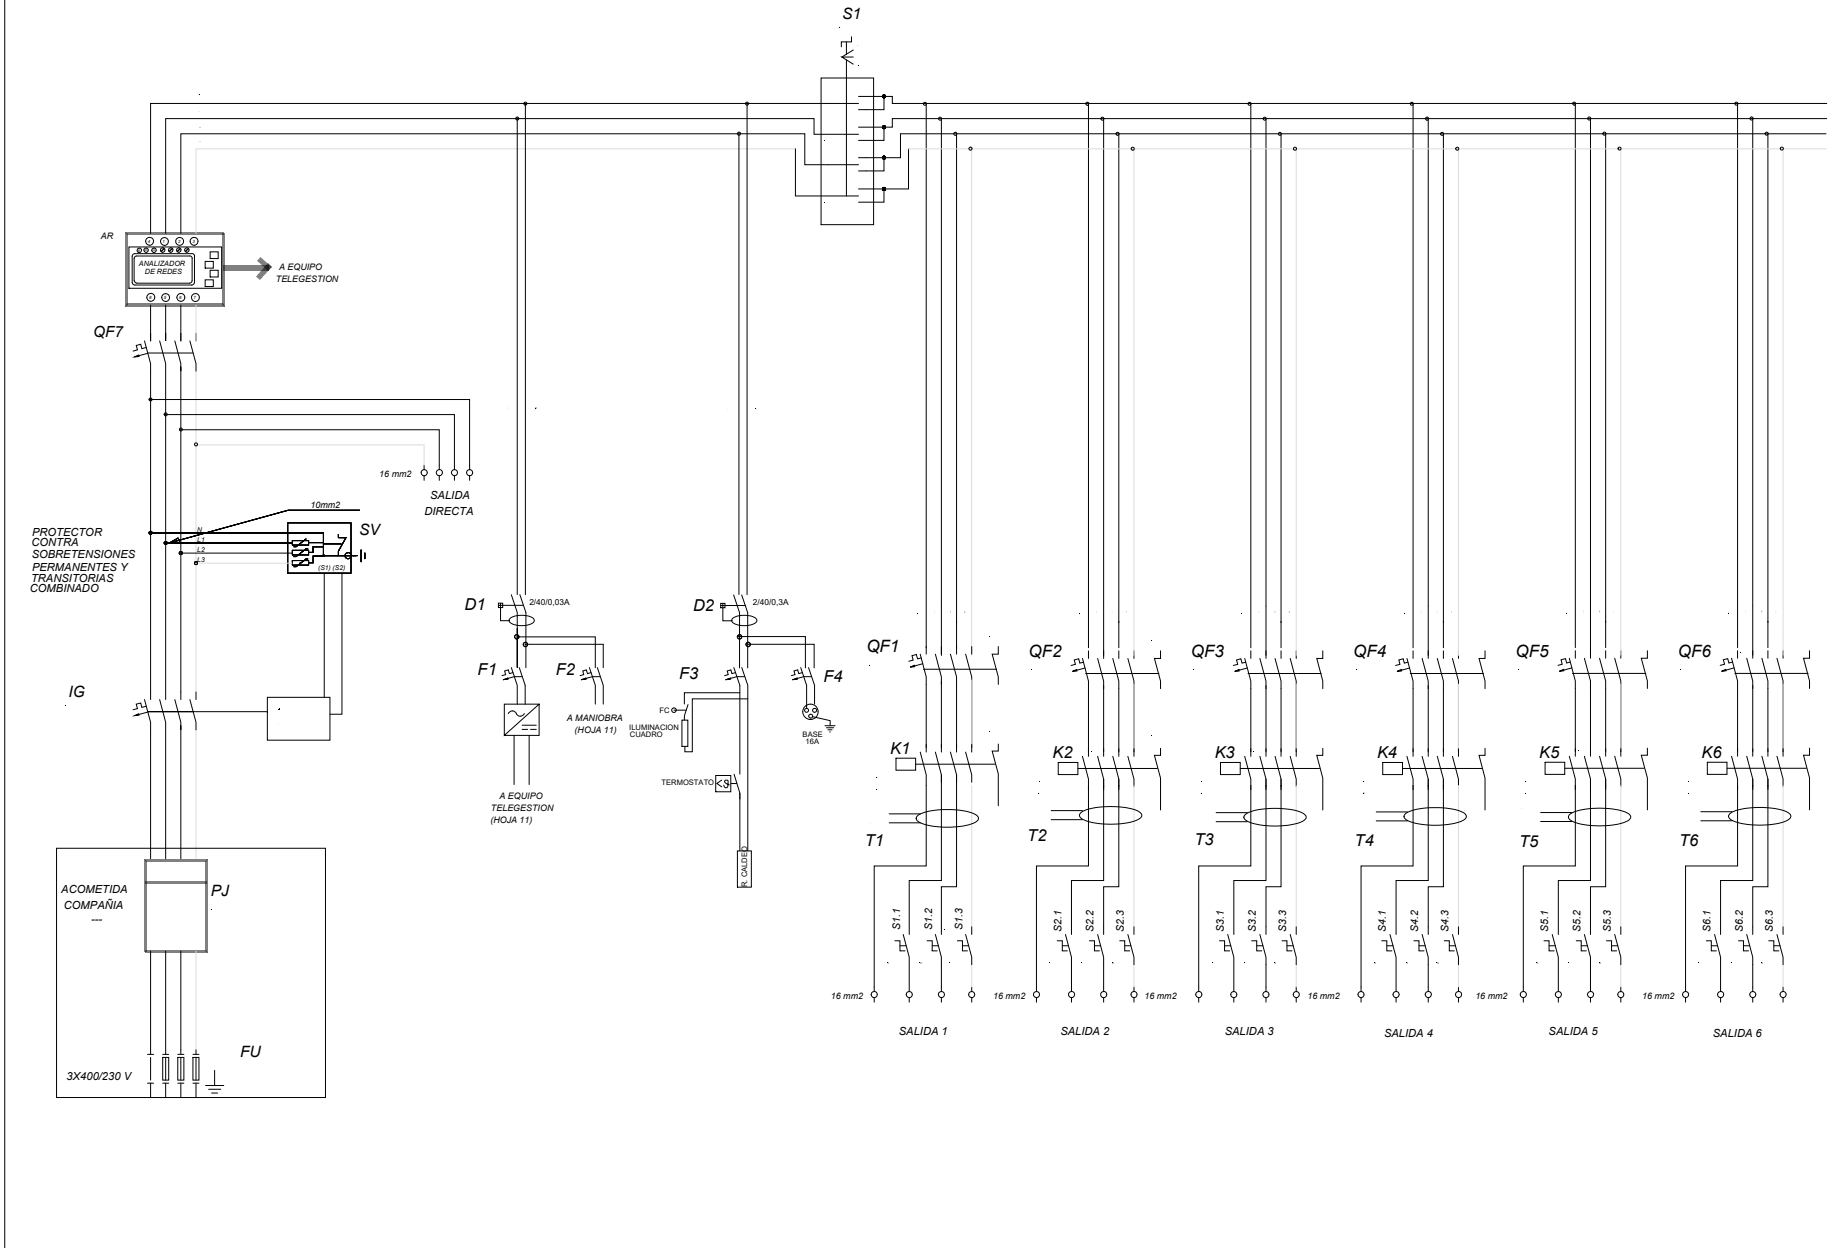 S1
AR
ANALIZADOR
DE REDES
A EQUIPO
TELEGESTION
QF7
16 mm2
SALIDA
DIRECTA
10mm2
PROTECTOR
CONTRA
SOBRETENSIONES
PERMANENTES Y
TRANSITORIAS
COMBINADO
N
L1
L2
L3
SV
(S1) (S2)
IG
D1
2/40/0,03A
F1
F2
A MANIOBRA
(HOJA 11)
A EQUIPO
TELEGESTION
(HOJA 11)
D2
2/40/0,3A
F3
F4
FC
ILUMINACION
CUADRO
BASE
16A
TERMOSTATO
R. CALDEO
ACOMETIDA
COMPAÑIA
---
PJ
FU
3X400/230 V
QF1
QF2
QF3
QF4
QF5
QF6
K1
K2
K3
K4
K5
K6
T1
T2
T3
T4
T5
T6
S1.1
S1.2
S1.3
S2.1
S2.2
S2.3
S3.1
S3.2
S3.3
S4.1
S4.2
S4.3
S5.1
S5.2
S5.3
S6.1
S6.2
S6.3
16 mm2
16 mm2
16 mm2
16 mm2
16 mm2
16 mm2
SALIDA 1
SALIDA 2
SALIDA 3
SALIDA 4
SALIDA 5
SALIDA 6